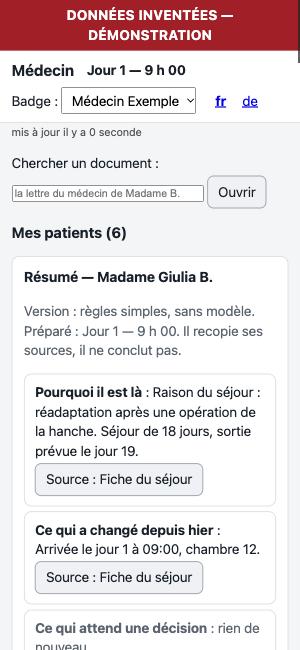 DONNÉES INVENTÉES —
DÉMONSTRATION
Médecin Jour 1 — 9 h 00
Badge : Médecin Exemple fr de
mis à jour il y a 0 seconde
Chercher un document :
la lettre du médecin de Madame B. Ouvrir
Mes patients (6)
Résumé — Madame Giulia B.
Version : règles simples, sans modèle.
Préparé : Jour 1 — 9 h 00. Il recopie ses
sources, il ne conclut pas.
Pourquoi il est là : Raison du séjour :
réadaptation après une opération de
la hanche. Séjour de 18 jours, sortie
prévue le jour 19.
Source : Fiche du séjour
Ce qui a changé depuis hier :
Arrivée le jour 1 à 09:00, chambre 12.
Source : Fiche du séjour
Ce qui attend une décision : rien de
nouveau